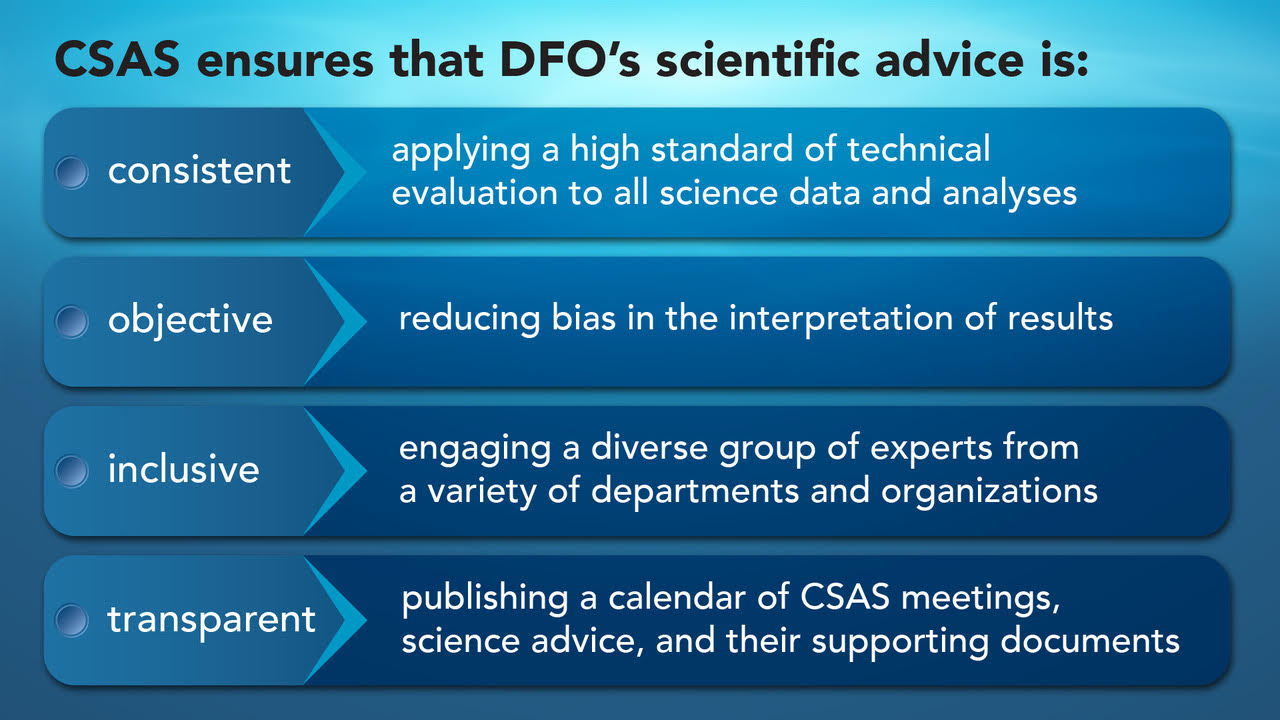 CSAS ensures that DFO’s scientific advice is:
consistent
applying a high standard of technical
evaluation to all science data and analyses
objective
reducing bias in the interpretation of results
inclusive
engaging a diverse group of experts from
a variety of departments and organizations
transparent
publishing a calendar of CSAS meetings,
science advice, and their supporting documents